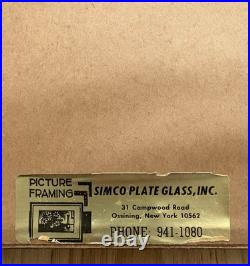 PICTURE
FRAMING
SIMCO PLATE GLASS, INC.
31 Campwood Road
Ossining, New York 10562
PHONE: 941-1080